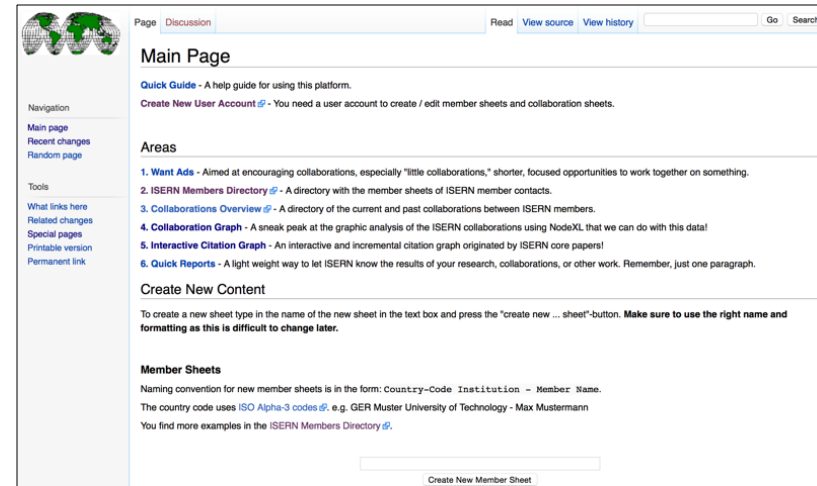 Page Discussion Read View source View history Go Search
Main Page
Quick Guide - A help guide for using this platform.
Create New User Account - You need a user account to create / edit member sheets and collaboration sheets.
Navigation
Main page
Recent changes
Random page
Tools
What links here
Related changes
Special pages
Printable version
Permanent link
Areas
1. Want Ads - Aimed at encouraging collaborations, especially "little collaborations," shorter, focused opportunities to work together on something.
2. ISERN Members Directory - A directory with the member sheets of ISERN member contacts.
3. Collaborations Overview - A directory of the current and past collaborations between ISERN members.
4. Collaboration Graph - A sneak peak at the graphic analysis of the ISERN collaborations using NodeXL that we can do with this data!
5. Interactive Citation Graph - An interactive and incremental citation graph originated by ISERN core papers!
6. Quick Reports - A light weight way to let ISERN know the results of your research, collaborations, or other work. Remember, just one paragraph.
Create New Content
To create a new sheet type in the name of the new sheet in the text box and press the "create new ... sheet"-button. Make sure to use the right name and
formatting as this is difficult to change later.
Member Sheets
Naming convention for new member sheets is in the form: Country-Code Institution - Member Name.
The country code uses ISO Alpha-3 codes. e.g. GER Muster University of Technology - Max Mustermann
You find more examples in the ISERN Members Directory.
Create New Member Sheet